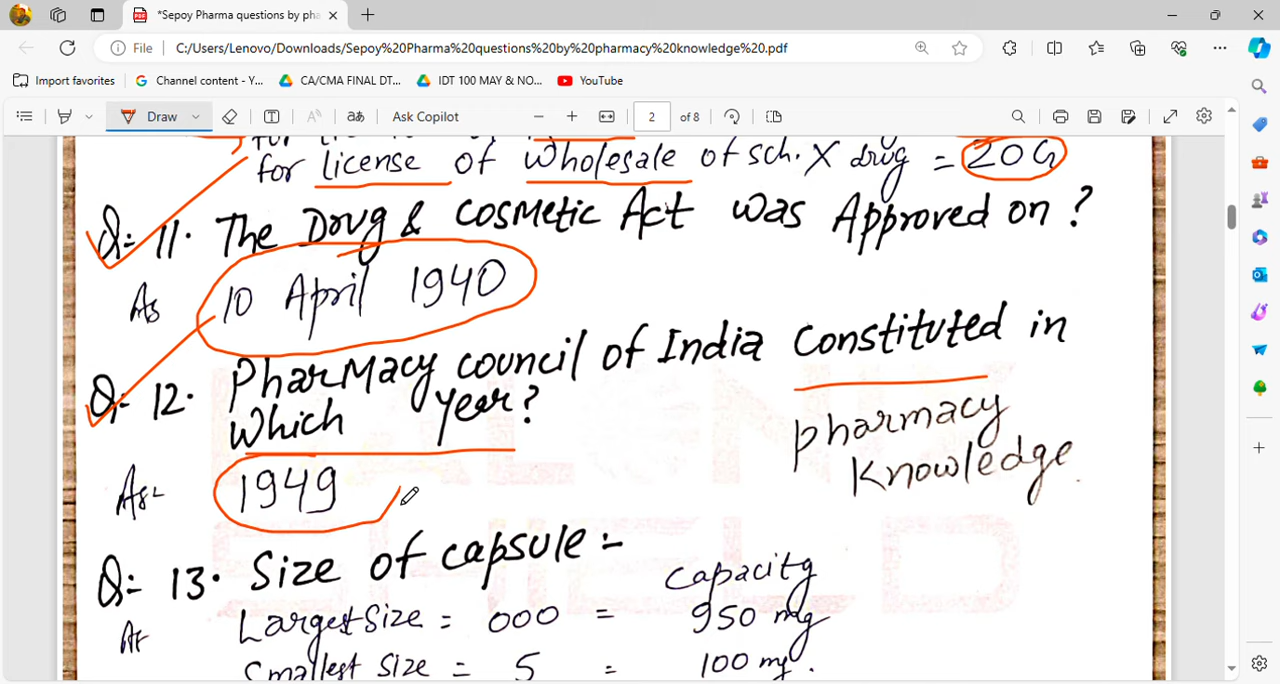 *Sepoy Pharma questions by pha
File
C:/Users/Lenovo/Downloads/Sepoy%20Pharma%20questions%20by%20pharmacy%20knowledge%20.pdf
Import favorites
Channel content - Y...
CA/CMA FINAL DT...
IDT 100 MAY & NO...
YouTube
Draw
Ask Copilot
2 of 8
for license of wholesale of sch. X drug = 20G
Q:- 11. The Drug & Cosmetic Act was Approved on?
As 10 April 1940
Q:- 12. Pharmacy council of India constituted in
which year?
As- 1949
pharmacy
knowledge
Q:- 13. Size of capsule:-
capacity
Largest size = 000 = 950 mg
Smallest size = 5 = 100 mg.